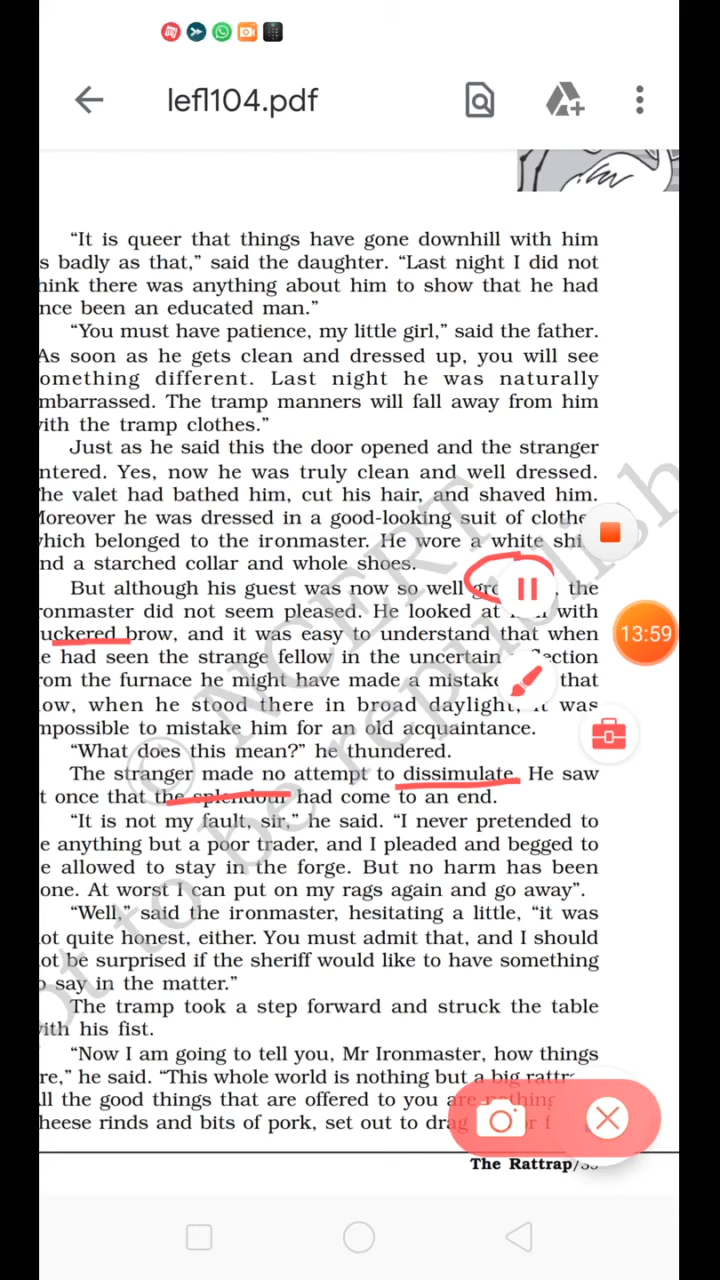 lefl104.pdf
"It is queer that things have gone downhill with him
s badly as that," said the daughter. "Last night I did not
hink there was anything about him to show that he had
nce been an educated man."
"You must have patience, my little girl," said the father.
As soon as he gets clean and dressed up, you will see
omething different. Last night he was naturally
mbarrassed. The tramp manners will fall away from him
ith the tramp clothes."
Just as he said this the door opened and the stranger
ntered. Yes, now he was truly clean and well dressed.
he valet had bathed him, cut his hair, and shaved him.
Moreover he was dressed in a good-looking suit of clothe
hich belonged to the ironmaster. He wore a white shi
nd a starched collar and whole shoes.
But although his guest was now so well the
ronmaster did not seem pleased. He looked at with
uckered brow, and it was easy to understand that when
e had seen the strange fellow in the uncertain ection
rom the furnace he might have made a mistake that
ow, when he stood there in broad daylight, it was
mpossible to mistake him for an old acquaintance.
"What does this mean?" he thundered.
The stranger made no attempt to dissimulate. He saw
t once that the splendour had come to an end.
"It is not my fault, sir," he said. "I never pretended to
e anything but a poor trader, and I pleaded and begged to
e allowed to stay in the forge. But no harm has been
one. At worst I can put on my rags again and go away".
"Well," said the ironmaster, hesitating a little, "it was
ot quite honest, either. You must admit that, and I should
ot be surprised if the sheriff would like to have something
o say in the matter."
The tramp took a step forward and struck the table
ith his fist.
"Now I am going to tell you, Mr Ironmaster, how things
re," he said. "This whole world is nothing but a big rattr
ll the good things that are offered to you are nothing
heese rinds and bits of pork, set out to drag
The Rattrap/
13:59
© NCERT
not to be republish